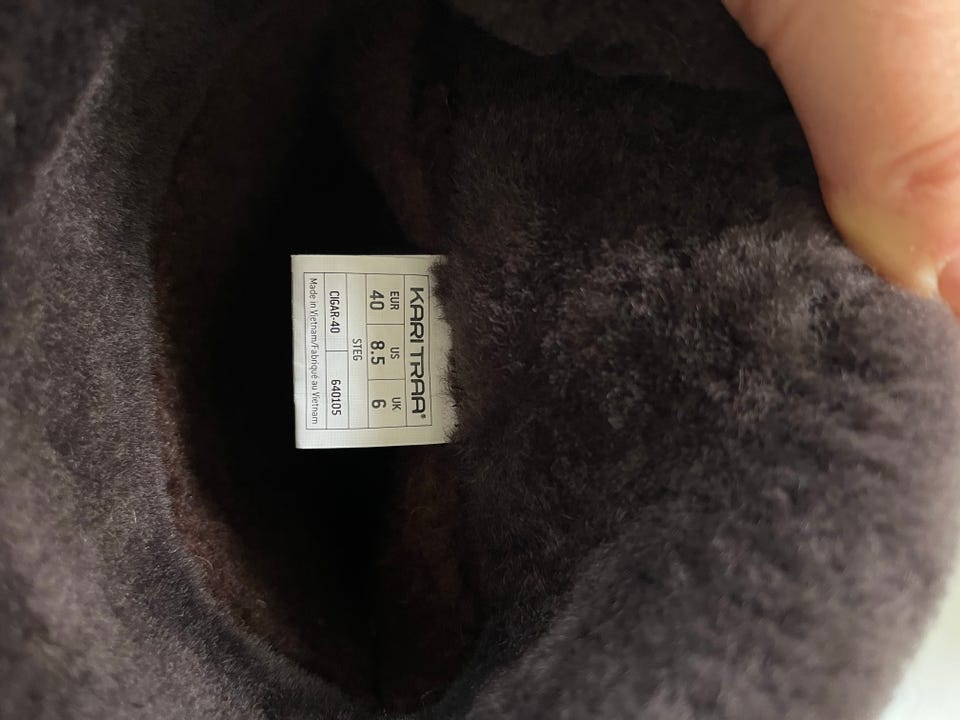 KARI TRAA®
EUR US UK
40 8.5 6
STEG
CIGAR-40 640105
Made in Vietnam/Fabriqué au Vietnam